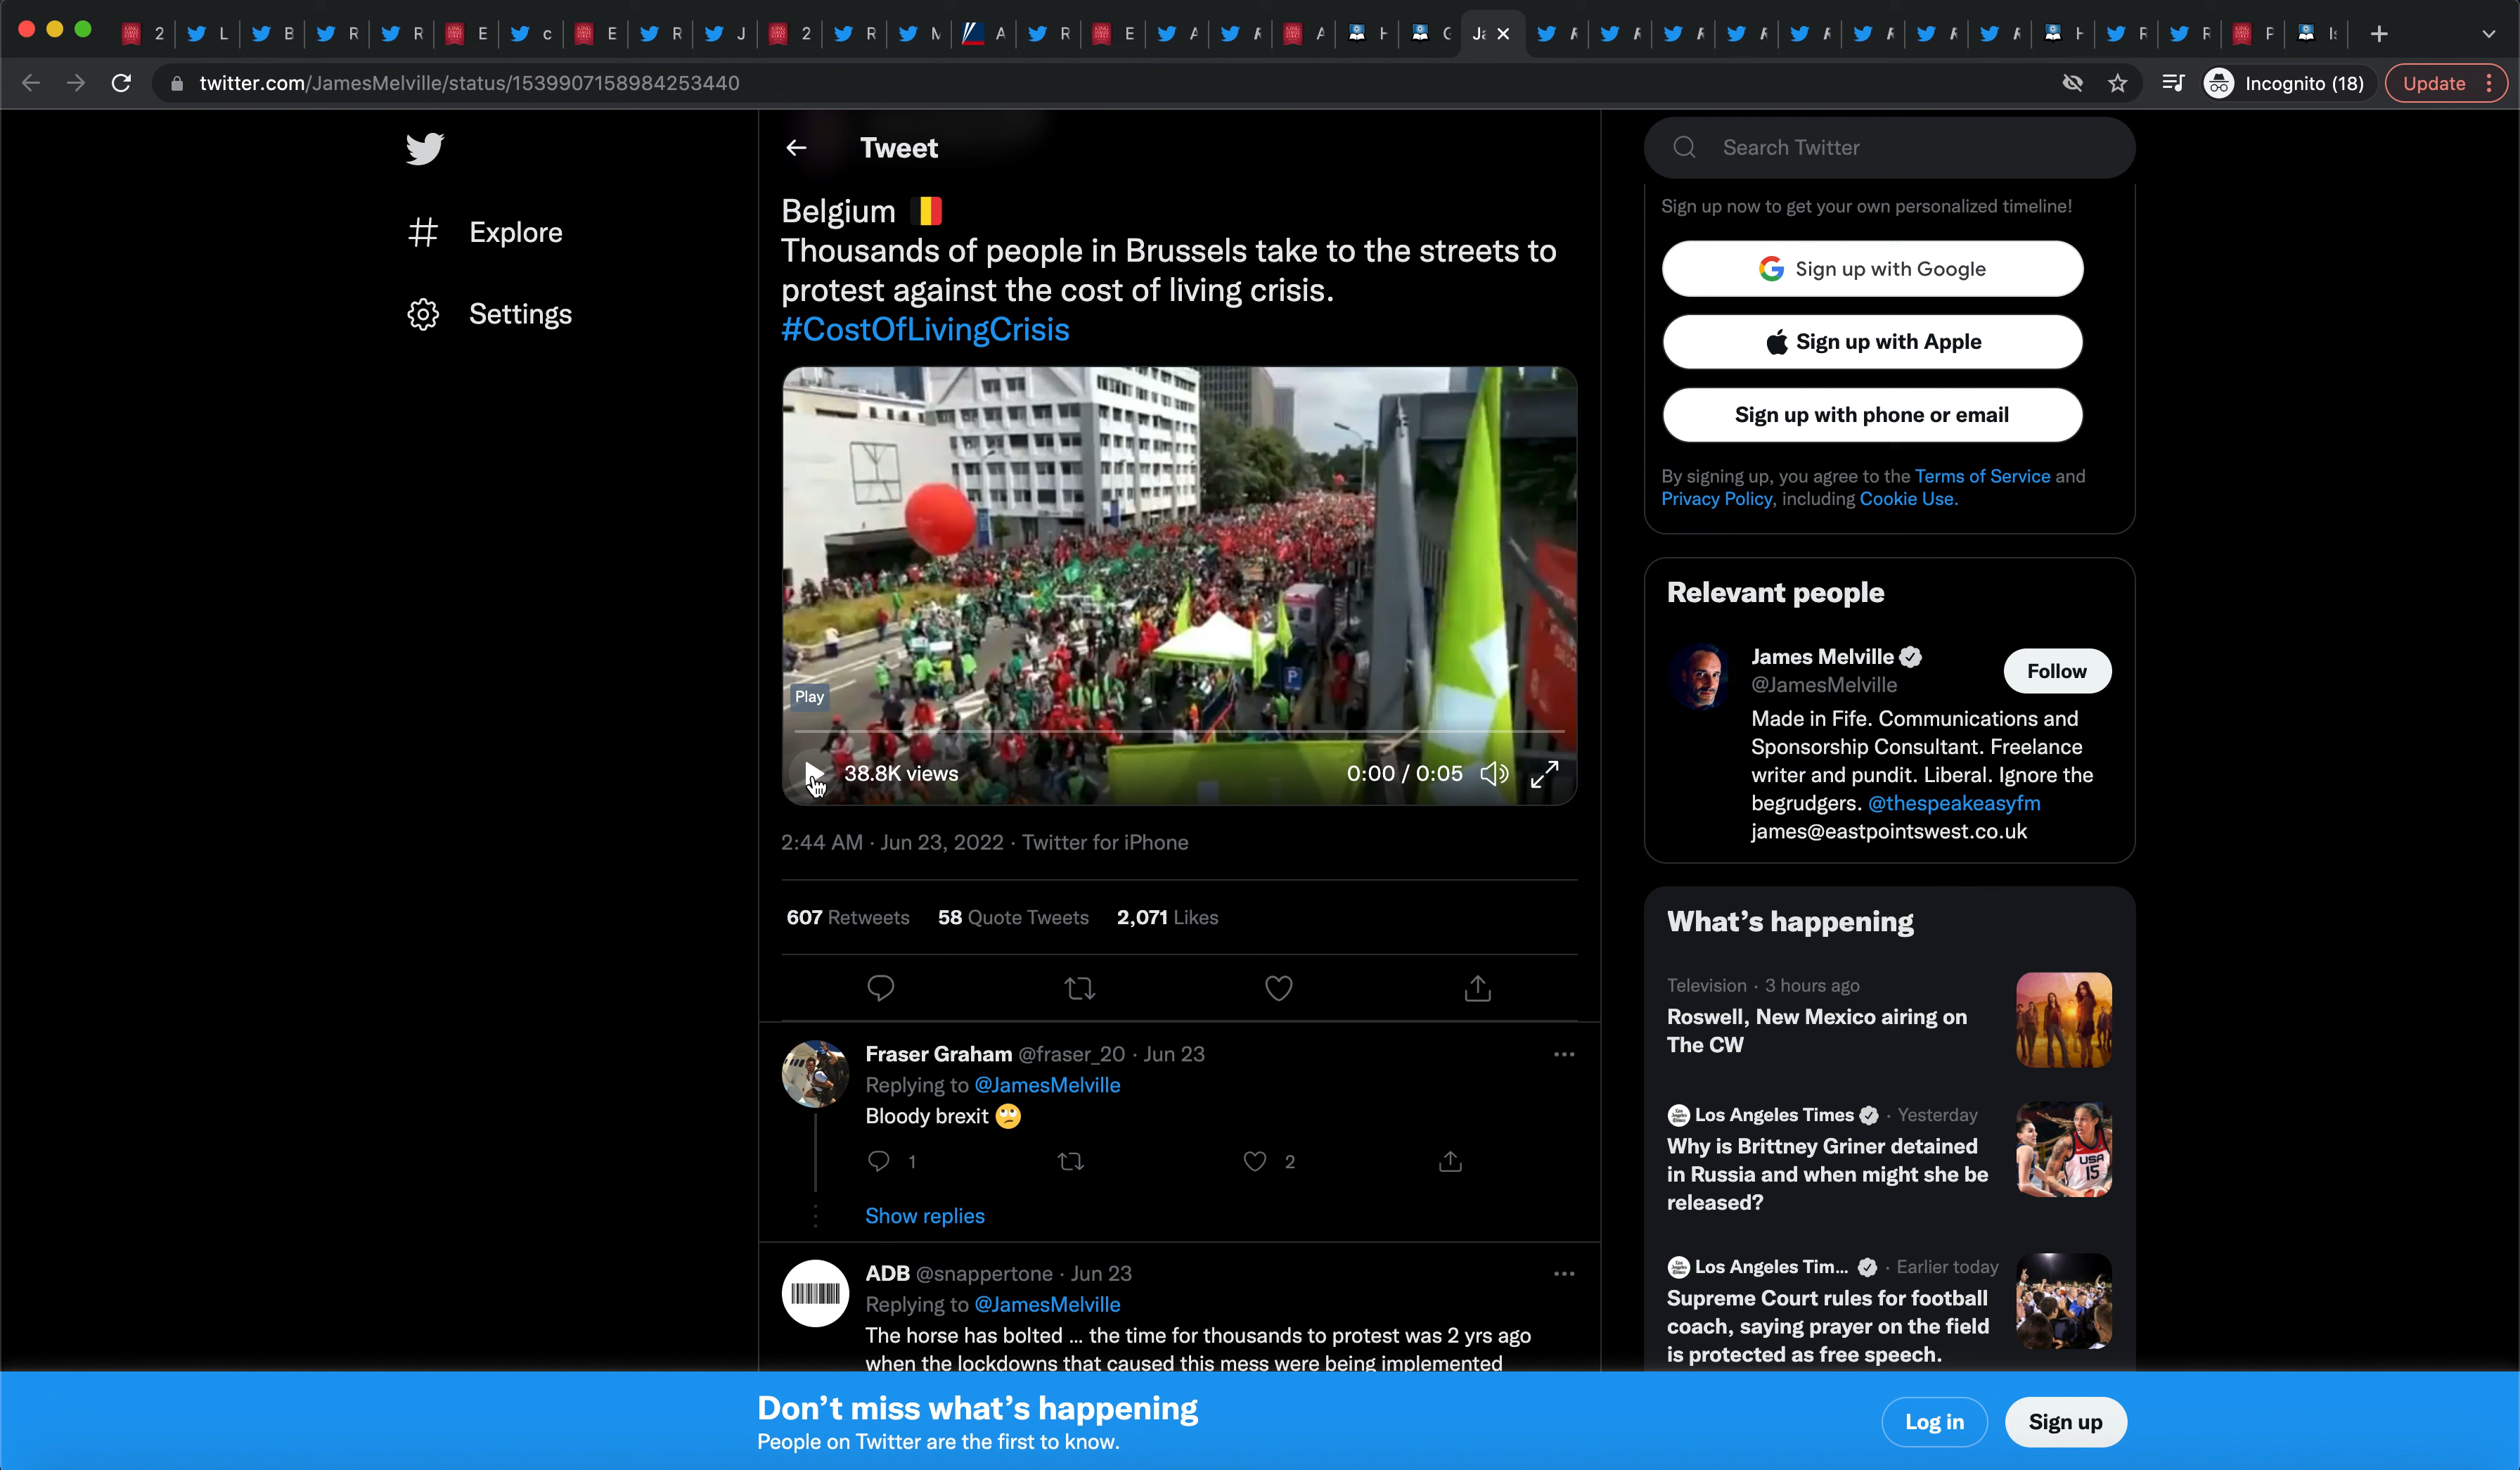 2 L B R R E c E R J 2 R M A R E A A H G Ja R P
twitter.com/JamesMelville/status/1539907158984253440
Incognito (18)
Update
Explore
Settings
Tweet
Belgium
Thousands of people in Brussels take to the streets to
protest against the cost of living crisis.
#CostOfLivingCrisis
Play
P
38.8K views
0:00 / 0:05
2:44 AM · Jun 23, 2022 · Twitter for iPhone
607 Retweets 58 Quote Tweets 2,071 Likes
Fraser Graham @fraser_20 · Jun 23
Replying to @JamesMelville
Bloody brexit
1
2
Show replies
ADB @snappertone · Jun 23
Replying to @JamesMelville
The horse has bolted ... the time for thousands to protest was 2 yrs ago
when the lockdowns that caused this mess were being implemented
Search Twitter
Sign up now to get your own personalized timeline!
Sign up with Google
Sign up with Apple
Sign up with phone or email
By signing up, you agree to the Terms of Service and
Privacy Policy, including Cookie Use.
Relevant people
James Melville
@JamesMelville
Follow
Made in Fife. Communications and
Sponsorship Consultant. Freelance
writer and pundit. Liberal. Ignore the
begrudgers. @thespeakeasyfm
james@eastpointswest.co.uk
What's happening
Television · 3 hours ago
Roswell, New Mexico airing on
The CW
Los Angeles Times · Yesterday
Why is Brittney Griner detained
in Russia and when might she be
released?
USA
15
Los Angeles Tim... · Earlier today
Supreme Court rules for football
coach, saying prayer on the field
is protected as free speech.
Don't miss what's happening
People on Twitter are the first to know.
Log in
Sign up